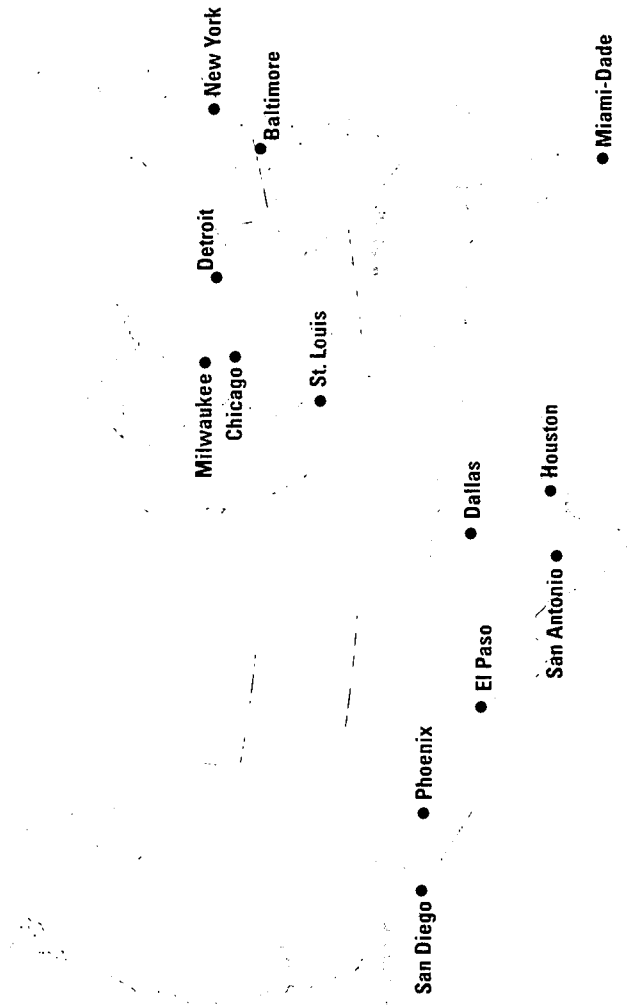 New York
Baltimore
Detroit
Milwaukee
Chicago
St. Louis
Miami-Dade
Dallas
Houston
San Antonio
El Paso
Phoenix
San Diego